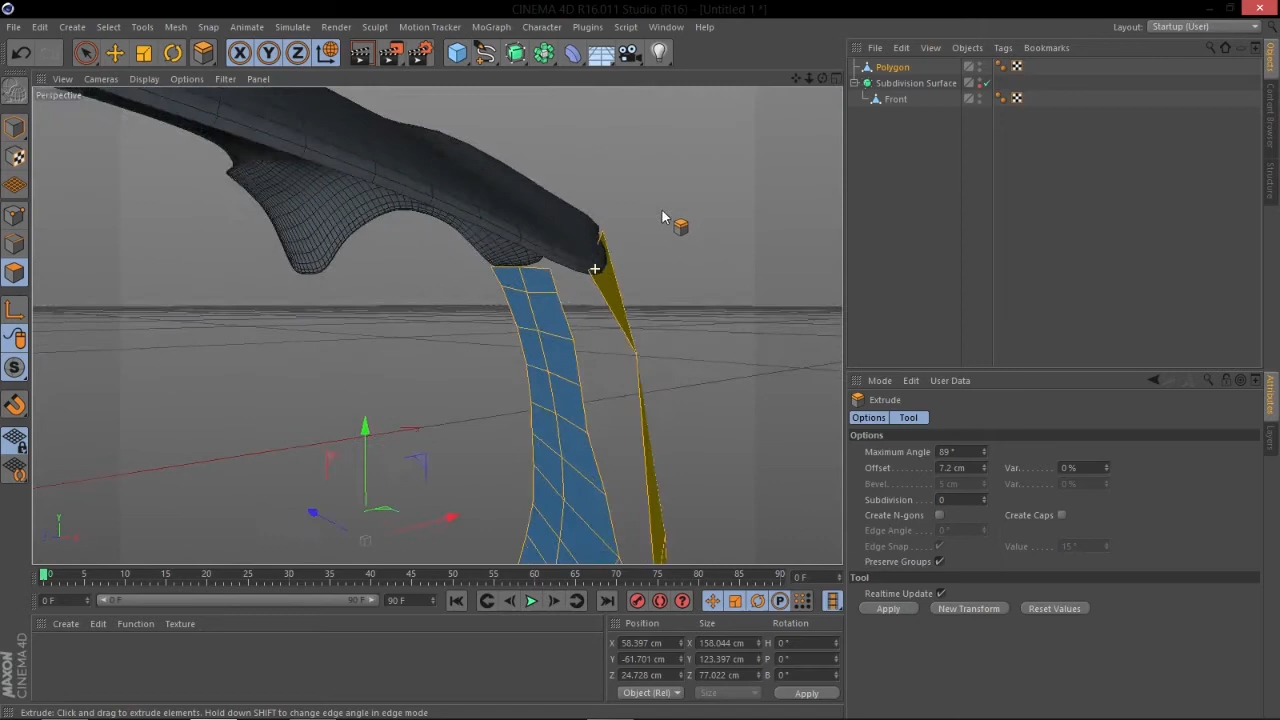 CINEMA 4D R16.011 Studio (R16) - [Untitled 1 *]
File Edit Create Select Tools Mesh Snap Animate Simulate Render Sculpt Motion Tracker MoGraph Character Plugins Script Window Help Layout: Startup (User)
View Cameras Display Options Filter Panel
File Edit View Objects Tags Bookmarks
Perspective
Polygon
Subdivision Surface
Front
Objects
Content Browser
Structure
Mode Edit User Data
Extrude
Options Tool
Options
Maximum Angle 89 °
Offset 7.2 cm Var. 0 %
Bevel 5 cm Var. 0 %
Subdivision 0
Create N-gons Create Caps
Edge Angle 0 °
Edge Snap Value 15 °
Preserve Groups
Tool
Realtime Update
Apply New Transform Reset Values
Attributes
Layers
Y
0 5 10 15 20 25 30 35 40 45 50 55 60 65 70 75 80 85 90 0 F
0 F 0 F 90 F 90 F
Create Edit Function Texture
Position Size Rotation
X 58.397 cm X 158.044 cm H 0 °
Y -61.701 cm Y 123.397 cm P 0 °
Z 24.728 cm Z 77.022 cm B 0 °
Object (Rel) Size Apply
MAXON CINEMA 4D
Extrude: Click and drag to extrude elements. Hold down SHIFT to change edge angle in edge mode